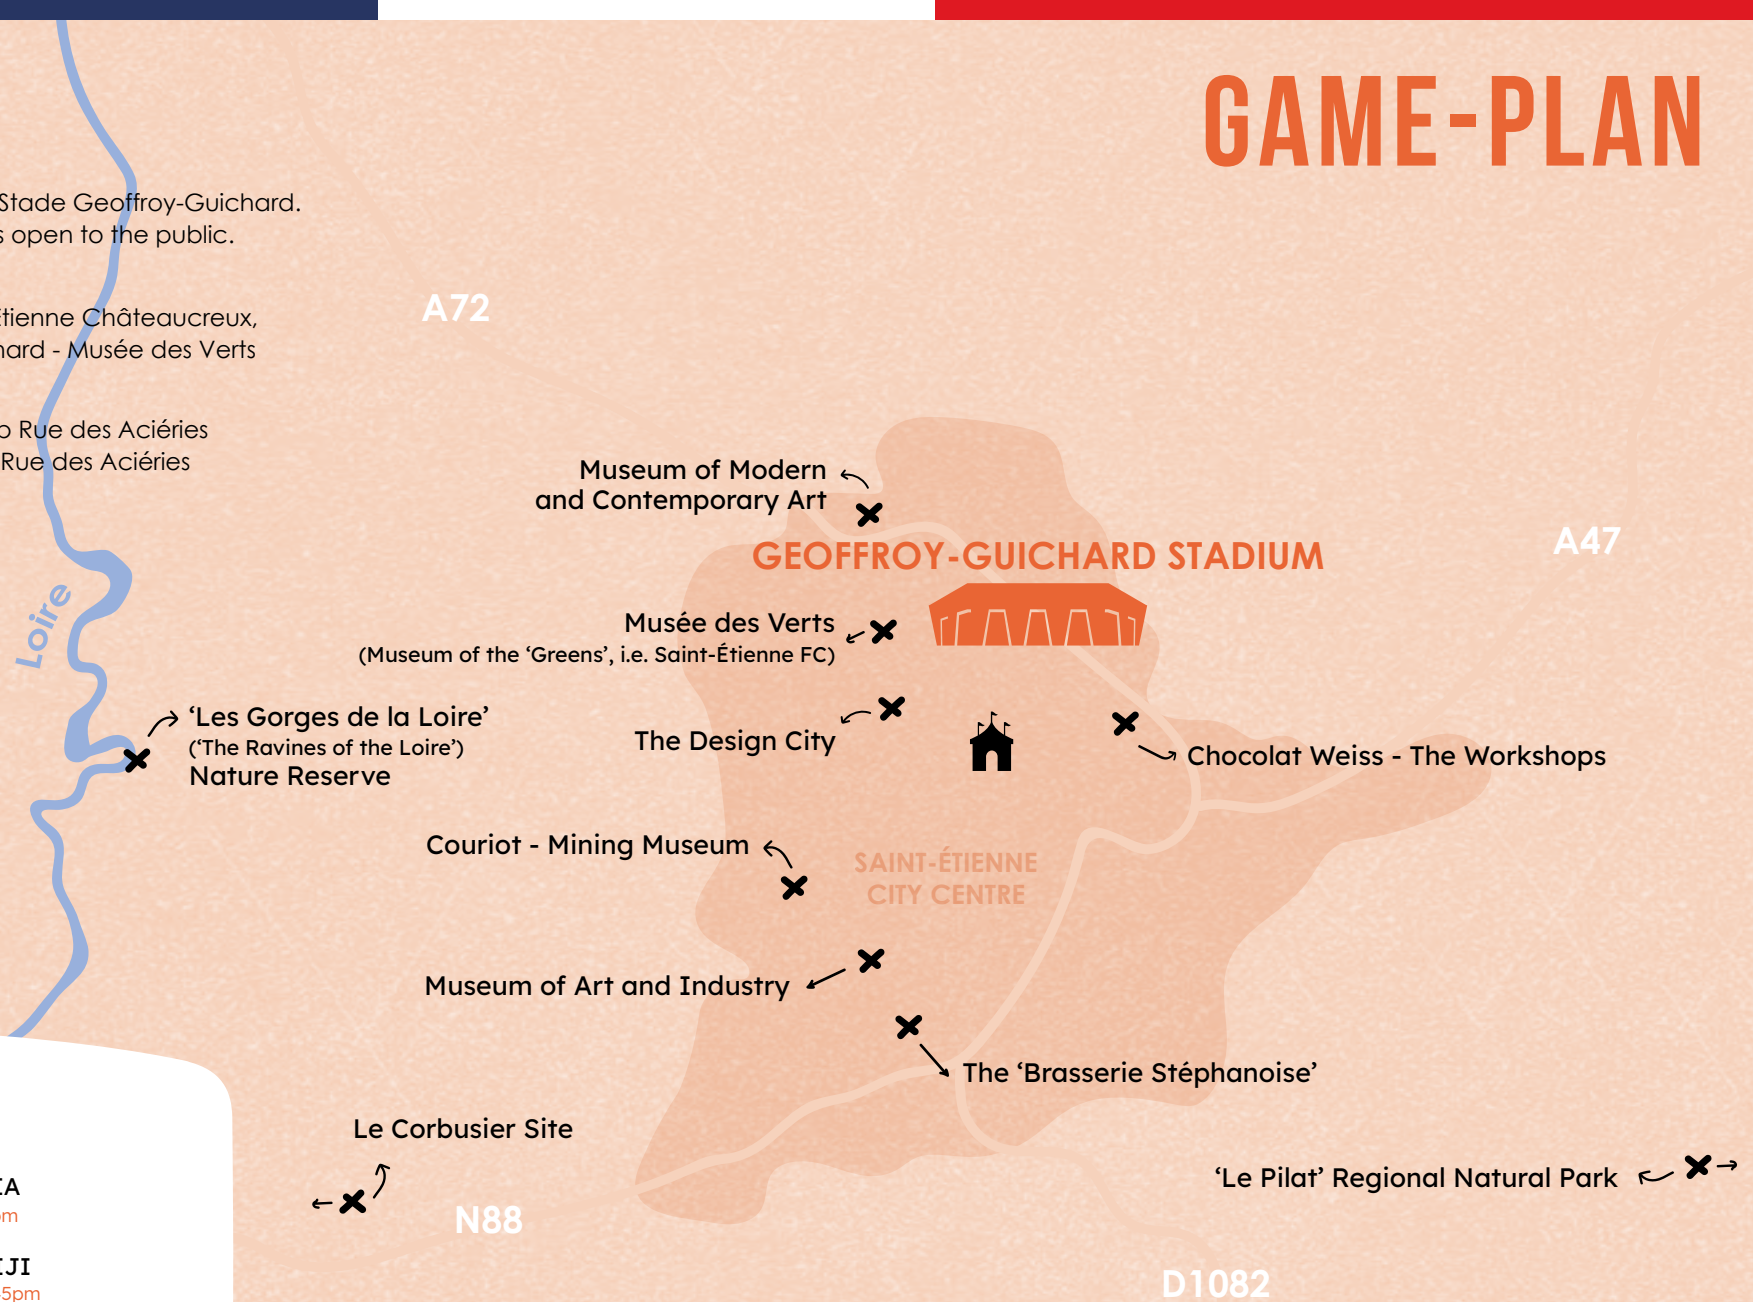 GAME-PLAN
Stade Geoffroy-Guichard.
open to the public.
Étienne Châteaucreux,
- Musée des Verts
Rue des Aciéries
Rue des Aciéries
A72
Museum of Modern
and Contemporary Art
GEOFFROY-GUICHARD STADIUM
A47
Loire
Musée des Verts
(Museum of the ‘Greens’, i.e. Saint-Étienne FC)
‘Les Gorges de la Loire’
(‘The Ravines of the Loire’)
Nature Reserve
The Design City
Chocolat Weiss - The Workshops
Couriot - Mining Museum
SAINT-ÉTIENNE
CITY CENTRE
Museum of Art and Industry
The ‘Brasserie Stéphanoise’
Le Corbusier Site
‘Le Pilat’ Regional Natural Park
N88
D1082